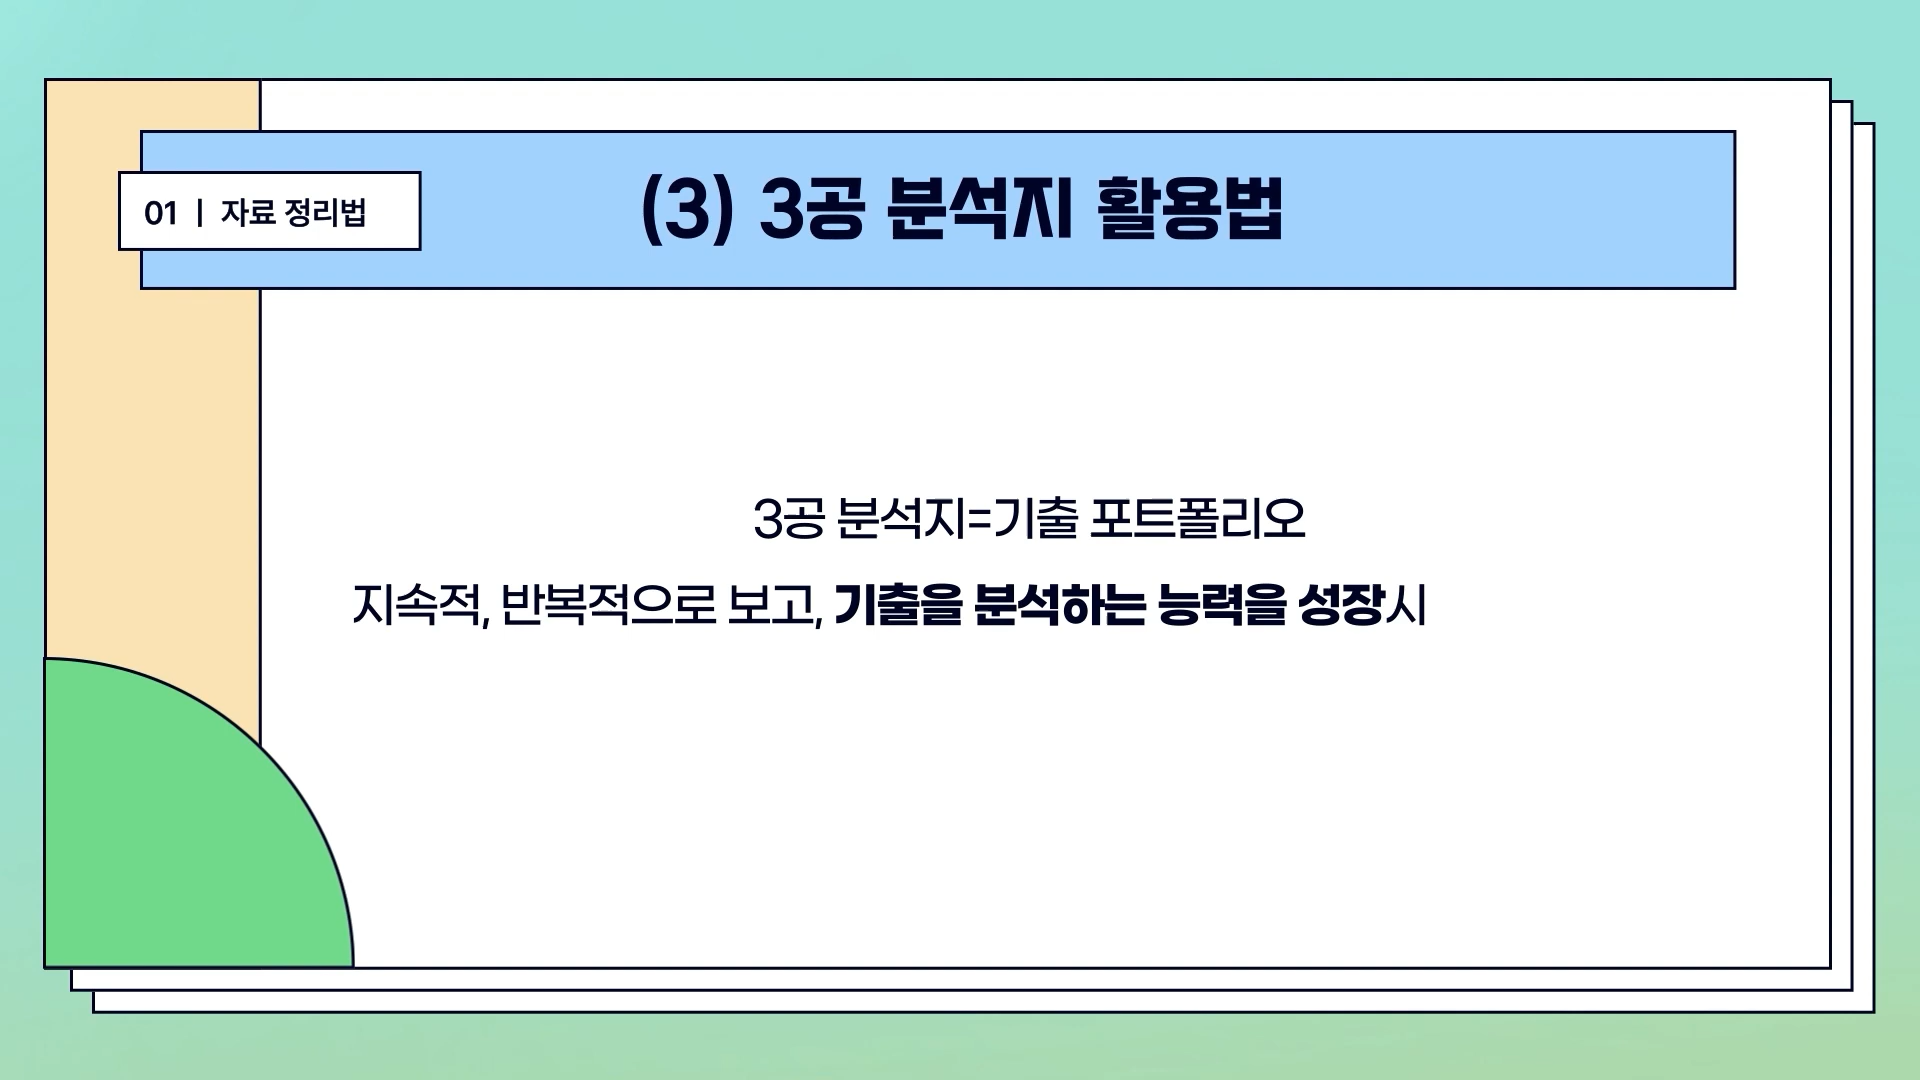 01 | 자료 정리법
(3) 3공 분석지 활용법
3공 분석지=기출 포트폴리오
지속적, 반복적으로 보고, 기출을 분석하는 능력을 성장시